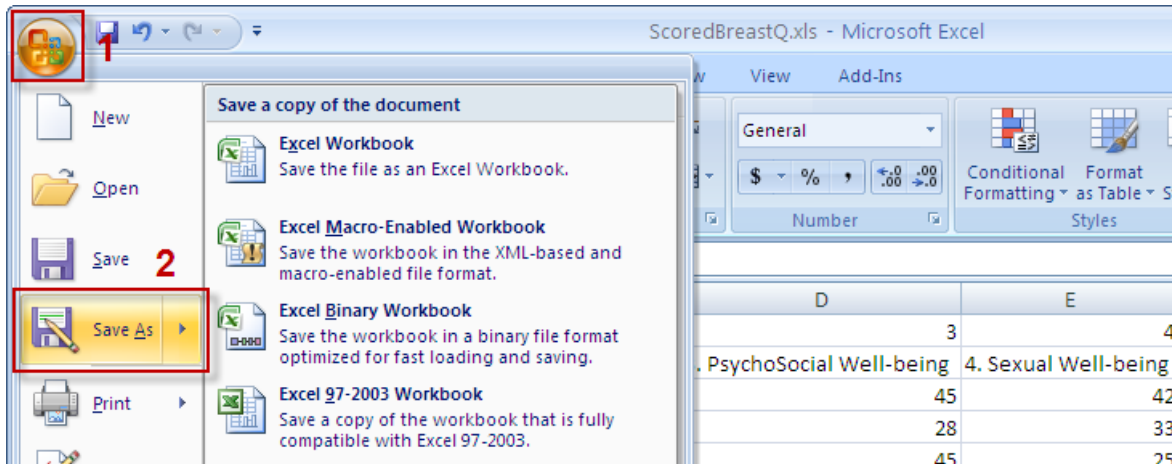 1
ScoredBreastQ.xls - Microsoft Excel
View Add-Ins
New
Open
Save
2
Save As
Print
Save a copy of the document
Excel Workbook
Save the file as an Excel Workbook.
Excel Macro-Enabled Workbook
Save the workbook in the XML-based and
macro-enabled file format.
Excel Binary Workbook
Save the workbook in a binary file format
optimized for fast loading and saving.
Excel 97-2003 Workbook
Save a copy of the workbook that is fully
compatible with Excel 97-2003.
General
$ % , .0 .00 .00 .0
Number
Conditional
Formatting
Format
as Table
Styles
D E
3 4
. PsychoSocial Well-being 4. Sexual Well-being
45 42
28 33
45 25